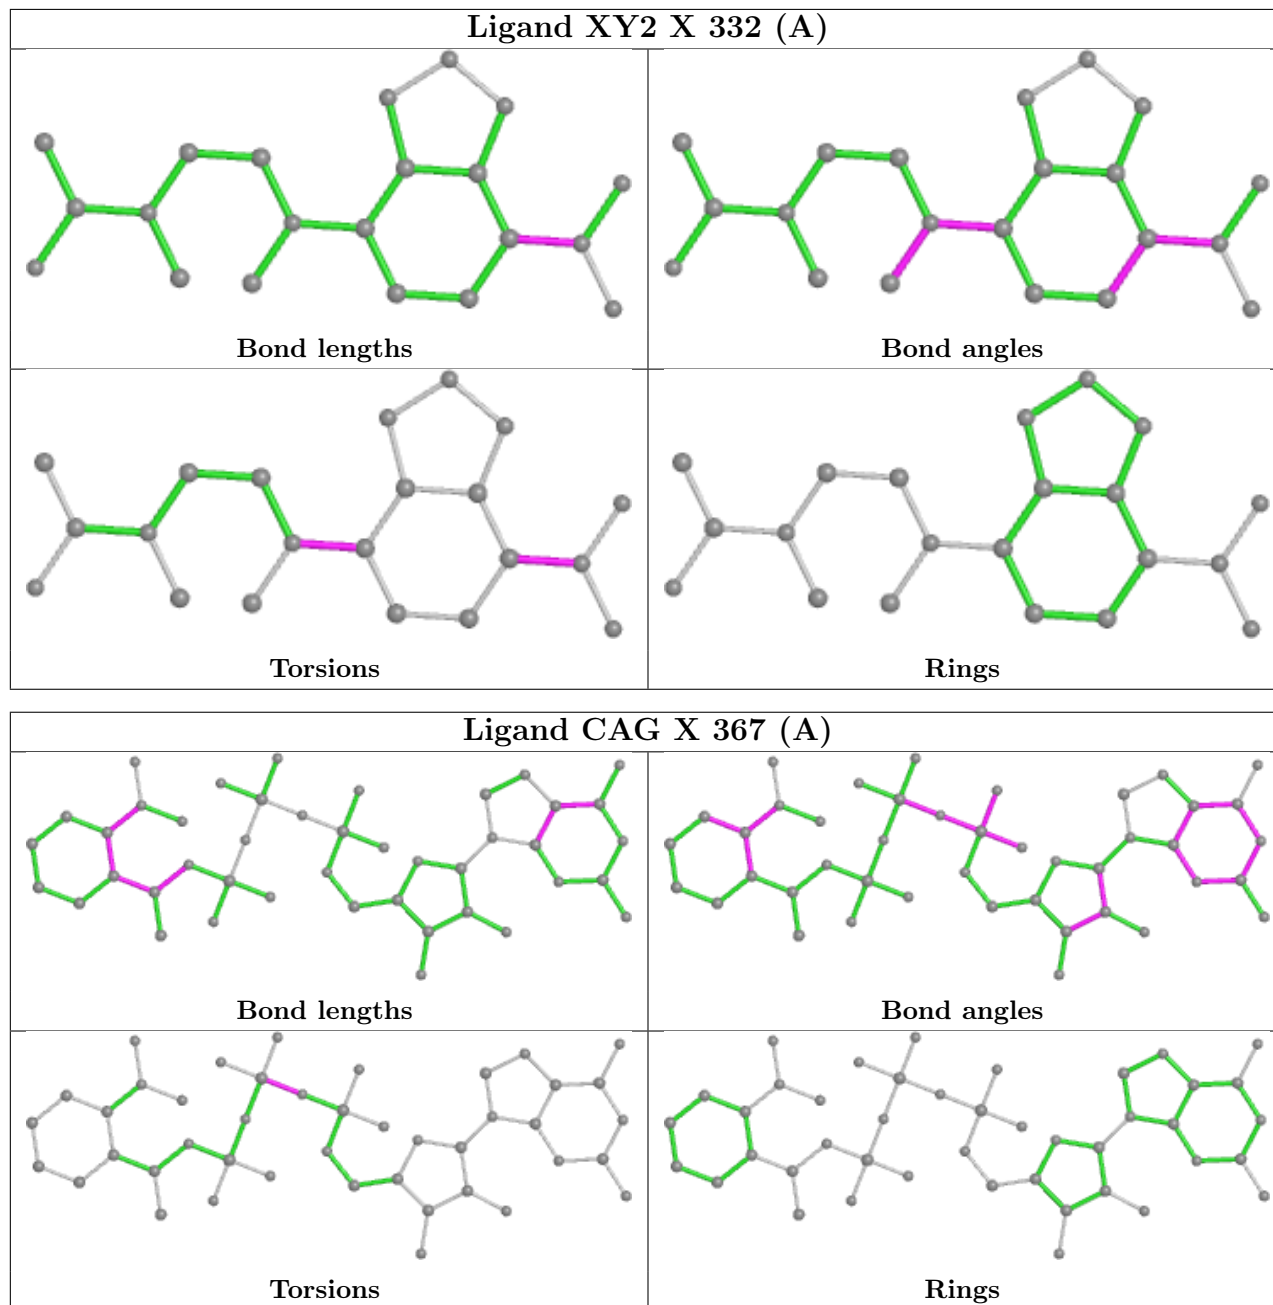 Ligand XY2 X 332 (A)
Bond lengths
Bond angles
Torsions
Rings
Ligand CAG X 367 (A)
Bond lengths
Bond angles
Torsions
Rings